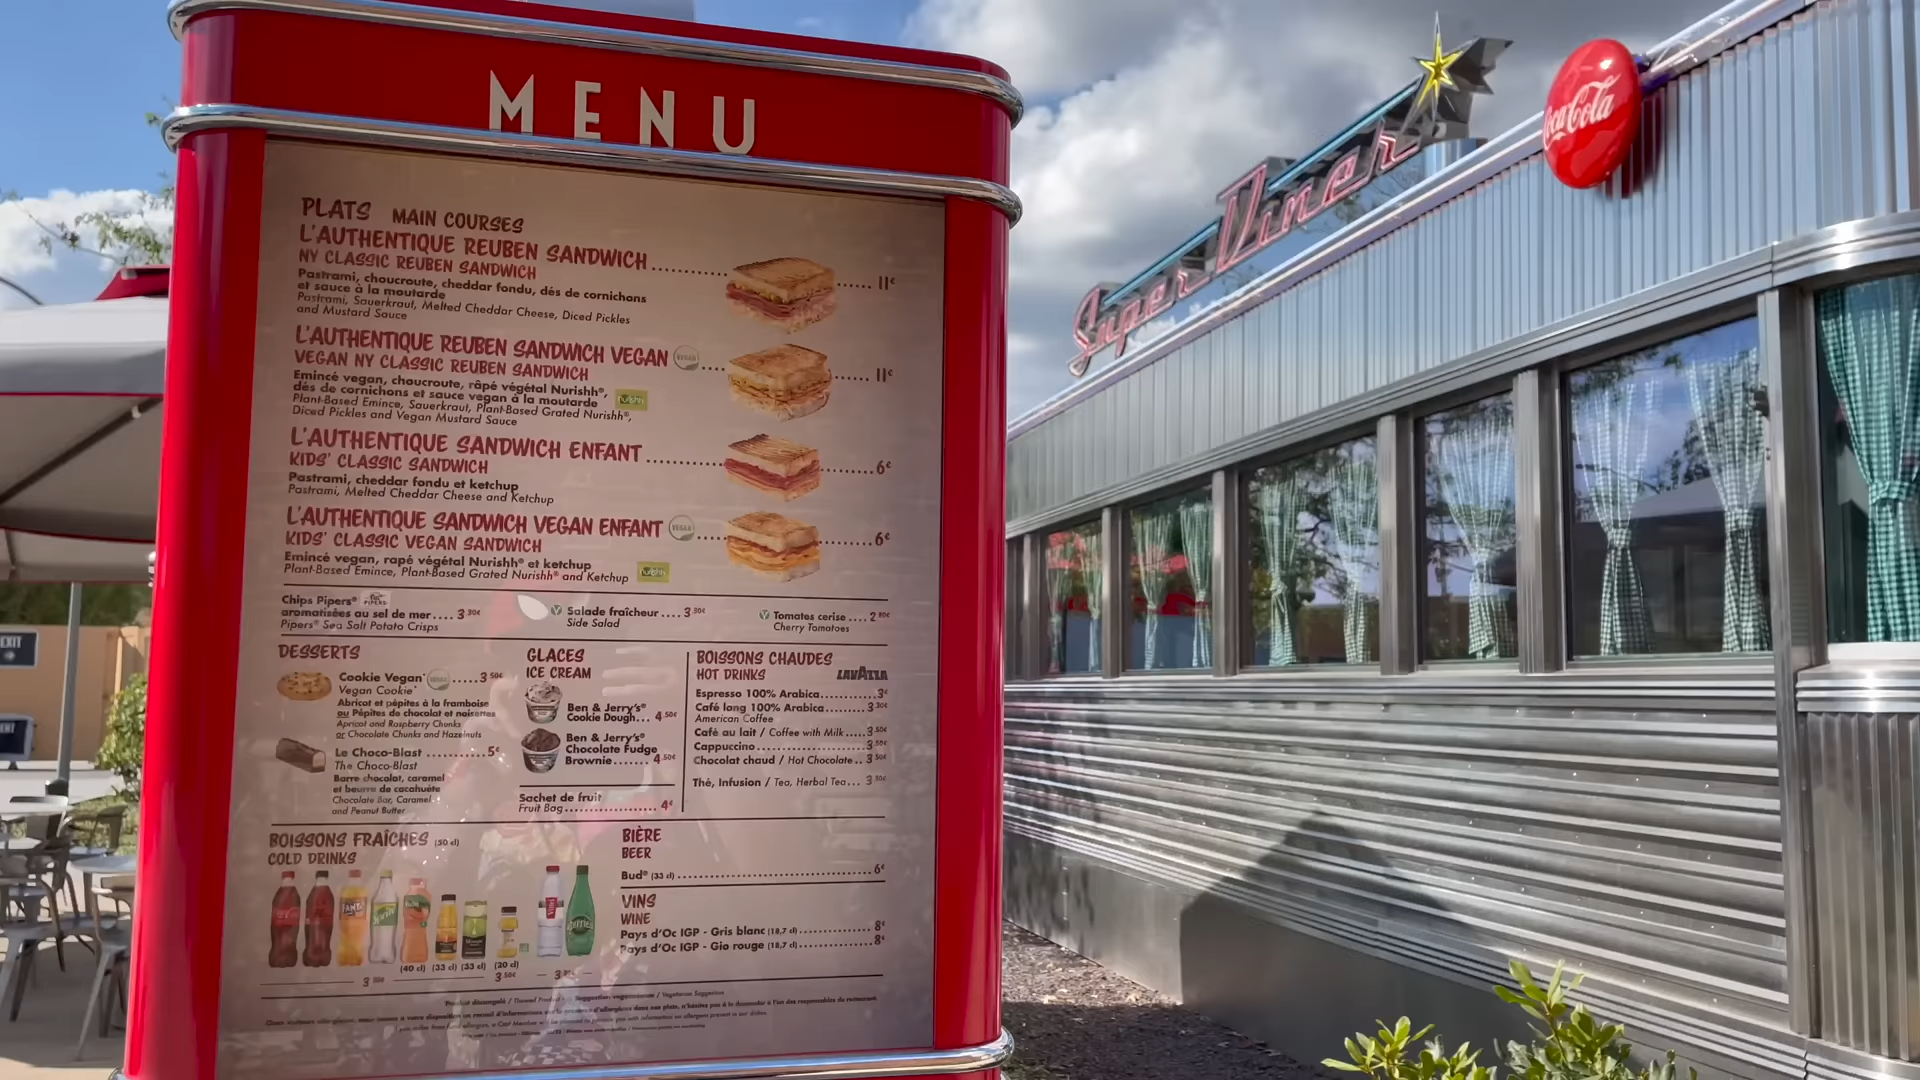 MENU
Super Diner
Coca-Cola
PLATS MAIN COURSES
L'AUTHENTIQUE REUBEN SANDWICH.............. 11€
NY CLASSIC REUBEN SANDWICH
Pastrami, choucroute, cheddar fondu, dés de cornichons
et sauce à la moutarde
Pastrami, Sauerkraut, Melted Cheddar Cheese, Diced Pickles
and Mustard Sauce
L'AUTHENTIQUE REUBEN SANDWICH VEGAN VEGAN ......... 11€
VEGAN NY CLASSIC REUBEN SANDWICH
Emincé vegan, choucroute, râpé végétal Nurishh®,
dés de cornichons et sauce vegan à la moutarde
Nurishh
Plant-Based Emince, Sauerkraut, Plant-Based Grated Nurishh®,
Diced Pickles and Vegan Mustard Sauce
L'AUTHENTIQUE SANDWICH ENFANT.................... 6€
KIDS' CLASSIC SANDWICH
Pastrami, cheddar fondu et ketchup
Pastrami, Melted Cheddar Cheese and Ketchup
L'AUTHENTIQUE SANDWICH VEGAN ENFANT VEGAN ............ 6€
KIDS' CLASSIC VEGAN SANDWICH
Emincé vegan, rapé végétal Nurishh® et ketchup
Plant-Based Emince, Plant-Based Grated Nurishh® and Ketchup
Nurishh
Chips Pipers® PIPERS
aromatisées au sel de mer.... 3 30€
Pipers® Sea Salt Potato Crisps
Salade fraîcheur .... 3 30€
Side Salad
Tomates cerise .... 2 80€
Cherry Tomatoes
DESSERTS
Cookie Vegan* VEGAN .....3 50€
Vegan Cookie*
Abricot et pépites à la framboise
ou Pépites de chocolat et noisettes
Apricot and Raspberry Chunks
or Chocolate Chunks and Hazelnuts
Le Choco-Blast ............5€
The Choco-Blast
Barre chocolat, caramel
et beurre de cacahuète
Chocolate Bar, Caramel
and Peanut Butter
GLACES
ICE CREAM
Ben & Jerry's®
Cookie Dough... 4 50€
Ben & Jerry's®
Chocolate Fudge
Brownie....... 4 50€
Sachet de fruit
Fruit Bag.................. 4€
BOISSONS CHAUDES
HOT DRINKS
LAVAZZA
Espresso 100% Arabica............3€
Café long 100% Arabica...........3 30€
American Coffee
Café au lait / Coffee with Milk.....3 50€
Cappuccino.......................3 50€
Chocolat chaud / Hot Chocolate..3 50€
Thé, Infusion / Tea, Herbal Tea... 3 30€
BOISSONS FRAÎCHES (50 cl)
COLD DRINKS
(40 cl) (33 cl) (33 cl) (20 cl)
3 50€
3 50€
BIÈRE
BEER
Bud® (33 cl) ........................................ 6€
VINS
WINE
Pays d'Oc IGP - Gris blanc (18,7 cl)............... 8€
Pays d'Oc IGP - Gio rouge (18,7 cl)............... 8€
EXIT